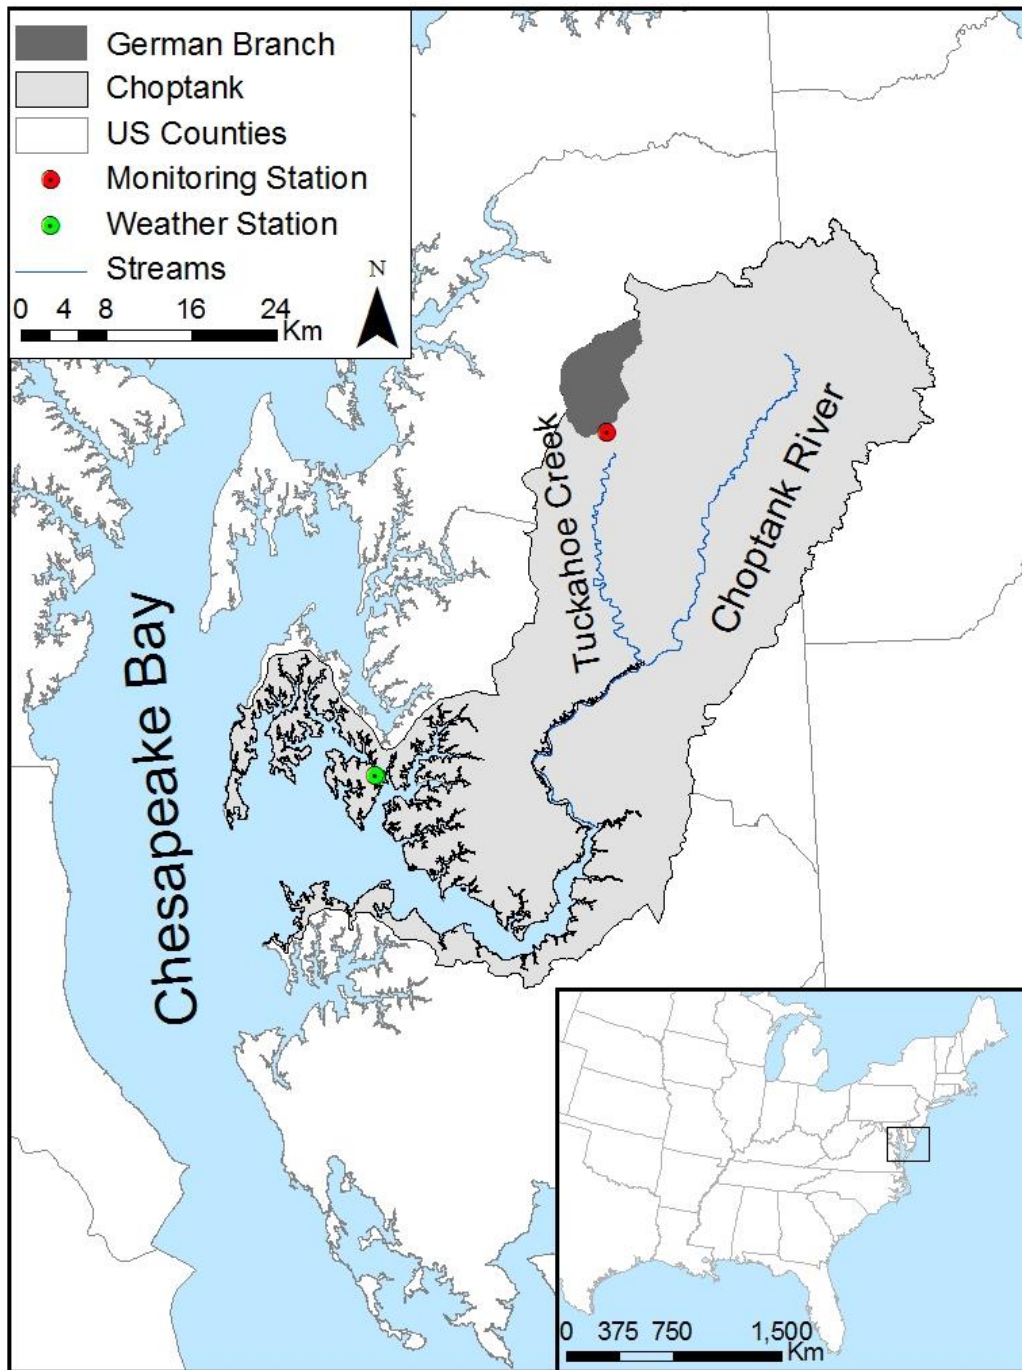 German Branch
Choptank
US Counties
Monitoring Station
Weather Station
Streams
N
0 4 8 16 24
Km
Tuckahoe Creek
Choptank River
Chesapeake Bay
0 375 750 1,500
Km